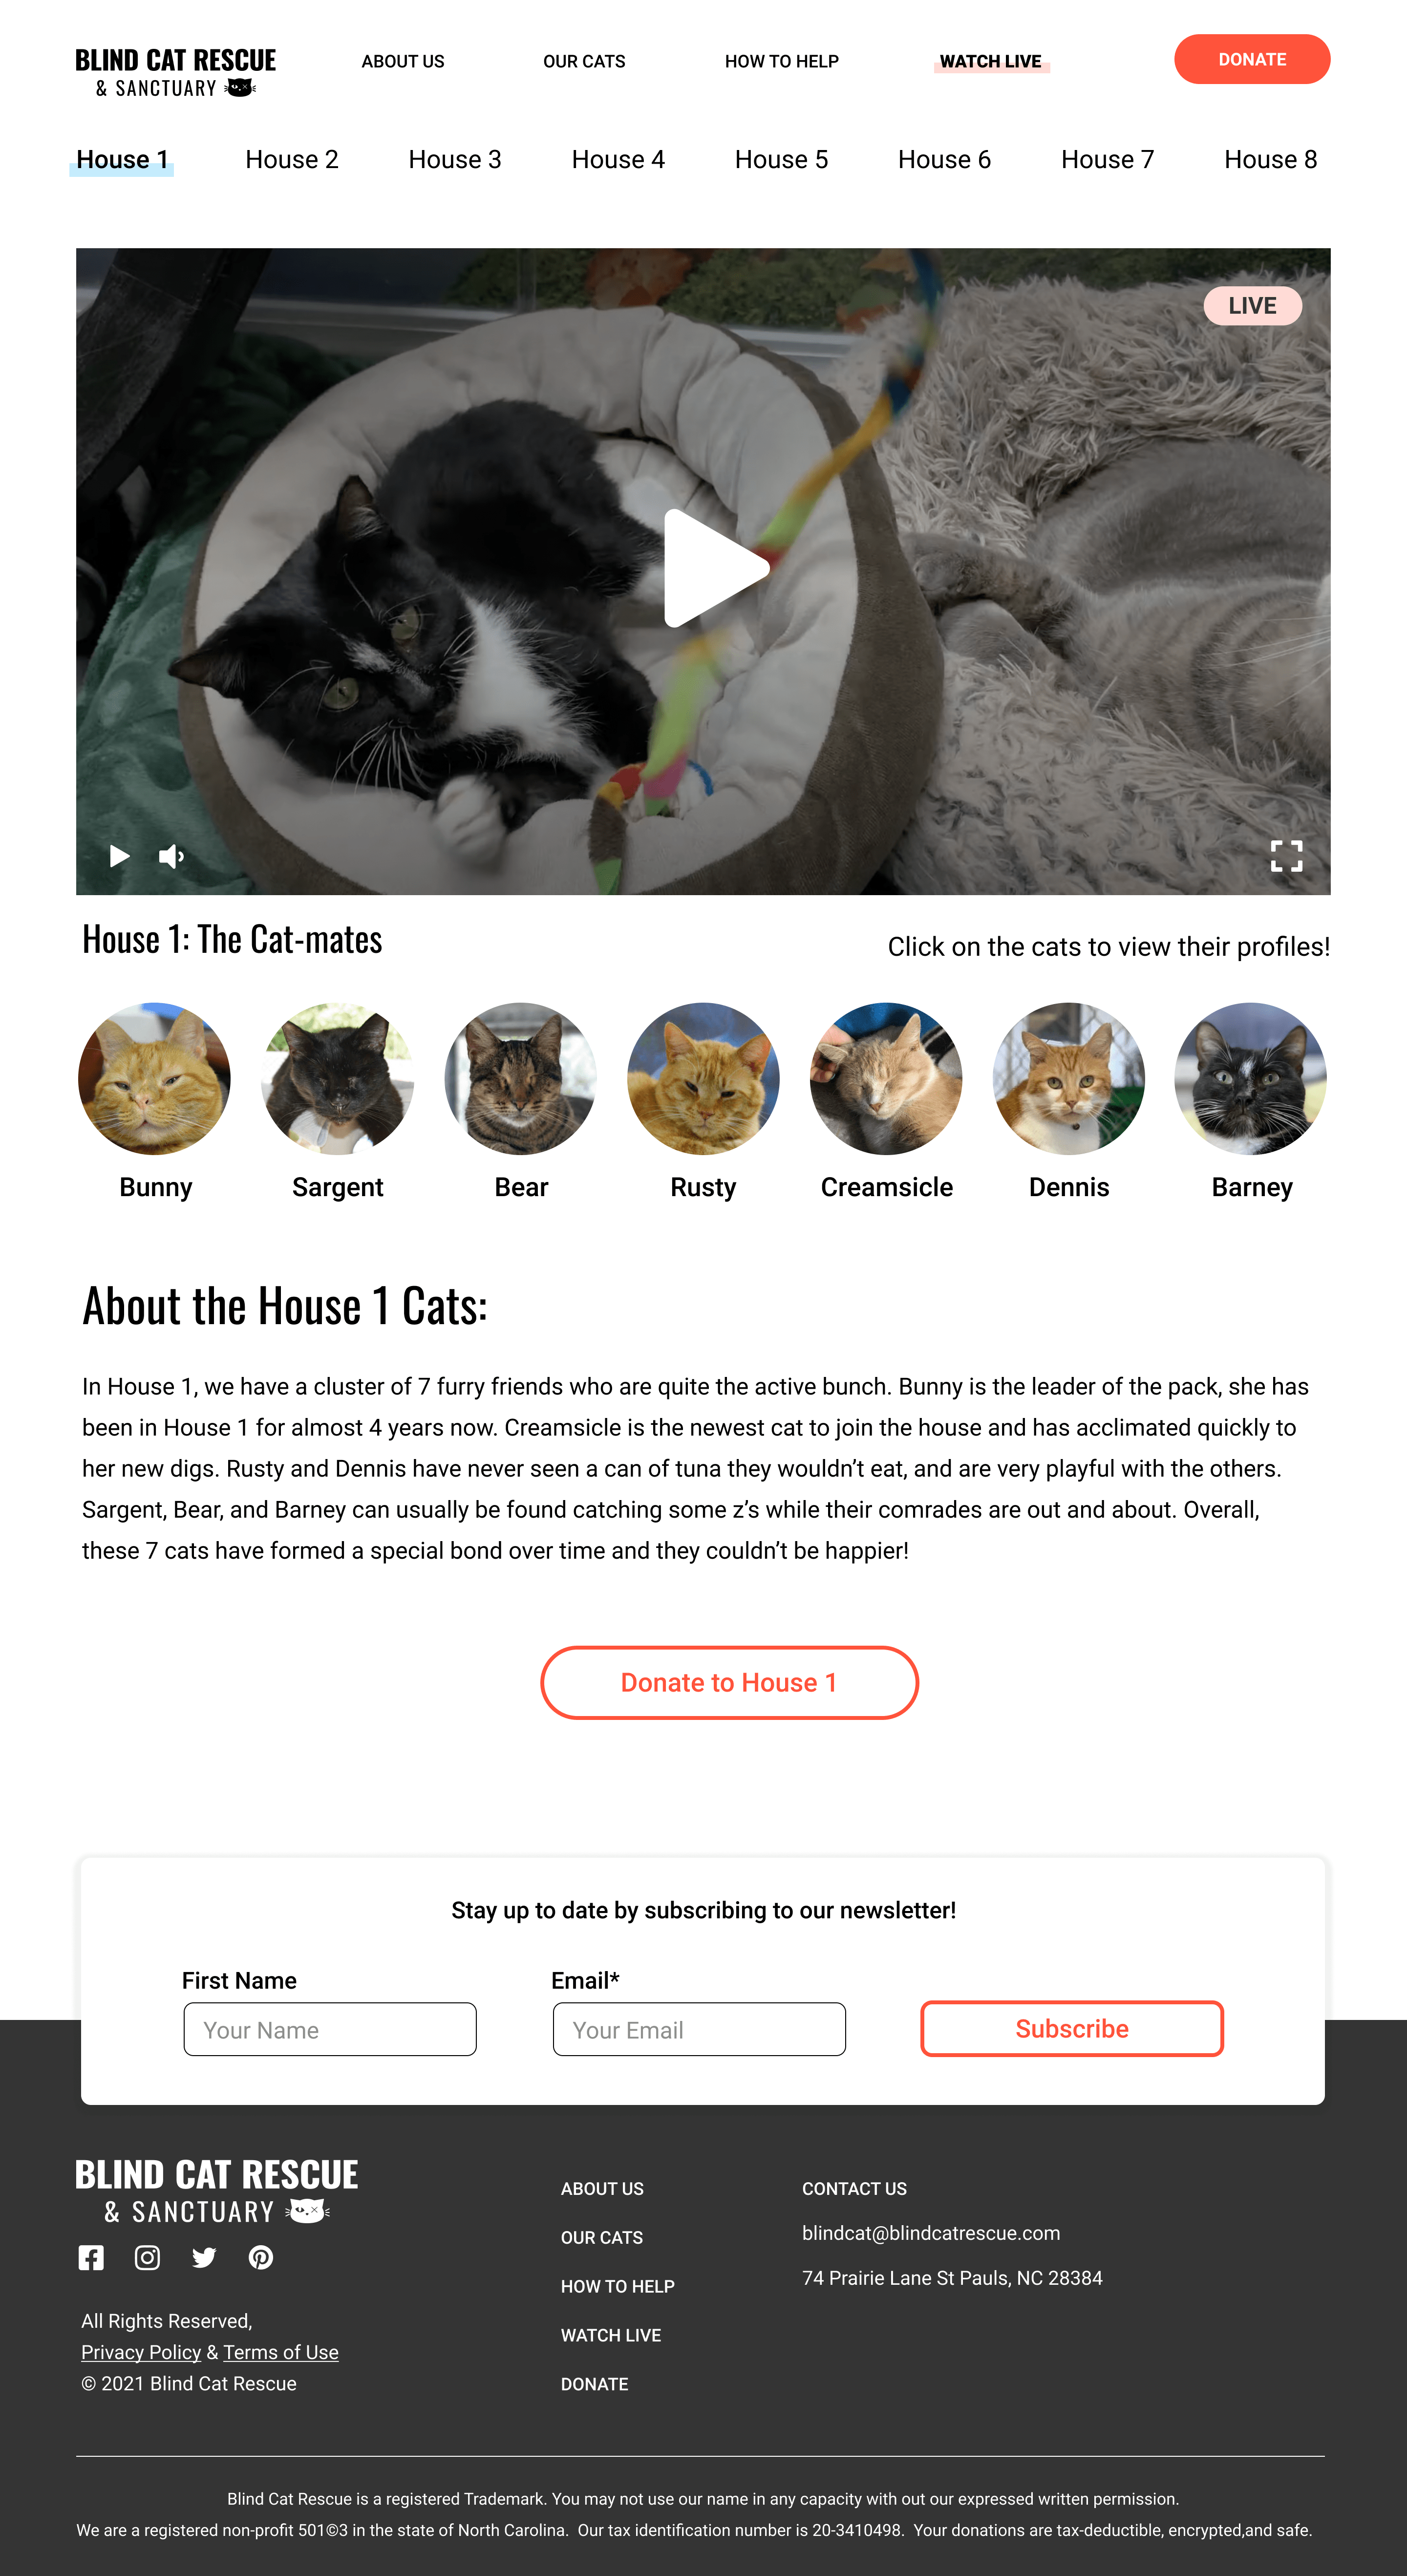 BLIND CAT RESCUE
& SANCTUARY
ABOUT US
OUR CATS
HOW TO HELP
WATCH LIVE
DONATE
House 1
House 2
House 3
House 4
House 5
House 6
House 7
House 8
LIVE
House 1: The Cat-mates
Click on the cats to view their profiles!
Bunny
Sargent
Bear
Rusty
Creamsicle
Dennis
Barney
About the House 1 Cats:
In House 1, we have a cluster of 7 furry friends who are quite the active bunch. Bunny is the leader of the pack, she has
been in House 1 for almost 4 years now. Creamsicle is the newest cat to join the house and has acclimated quickly to
her new digs. Rusty and Dennis have never seen a can of tuna they wouldn’t eat, and are very playful with the others.
Sargent, Bear, and Barney can usually be found catching some z’s while their comrades are out and about. Overall,
these 7 cats have formed a special bond over time and they couldn’t be happier!
Donate to House 1
Stay up to date by subscribing to our newsletter!
First Name
Email*
Your Name
Your Email
Subscribe
BLIND CAT RESCUE
& SANCTUARY
All Rights Reserved,
Privacy Policy & Terms of Use
© 2021 Blind Cat Rescue
ABOUT US
OUR CATS
HOW TO HELP
WATCH LIVE
DONATE
CONTACT US
blindcat@blindcatrescue.com
74 Prairie Lane St Pauls, NC 28384
Blind Cat Rescue is a registered Trademark. You may not use our name in any capacity with out our expressed written permission.
We are a registered non-profit 501©3 in the state of North Carolina.  Our tax identification number is 20-3410498.  Your donations are tax-deductible, encrypted,and safe.